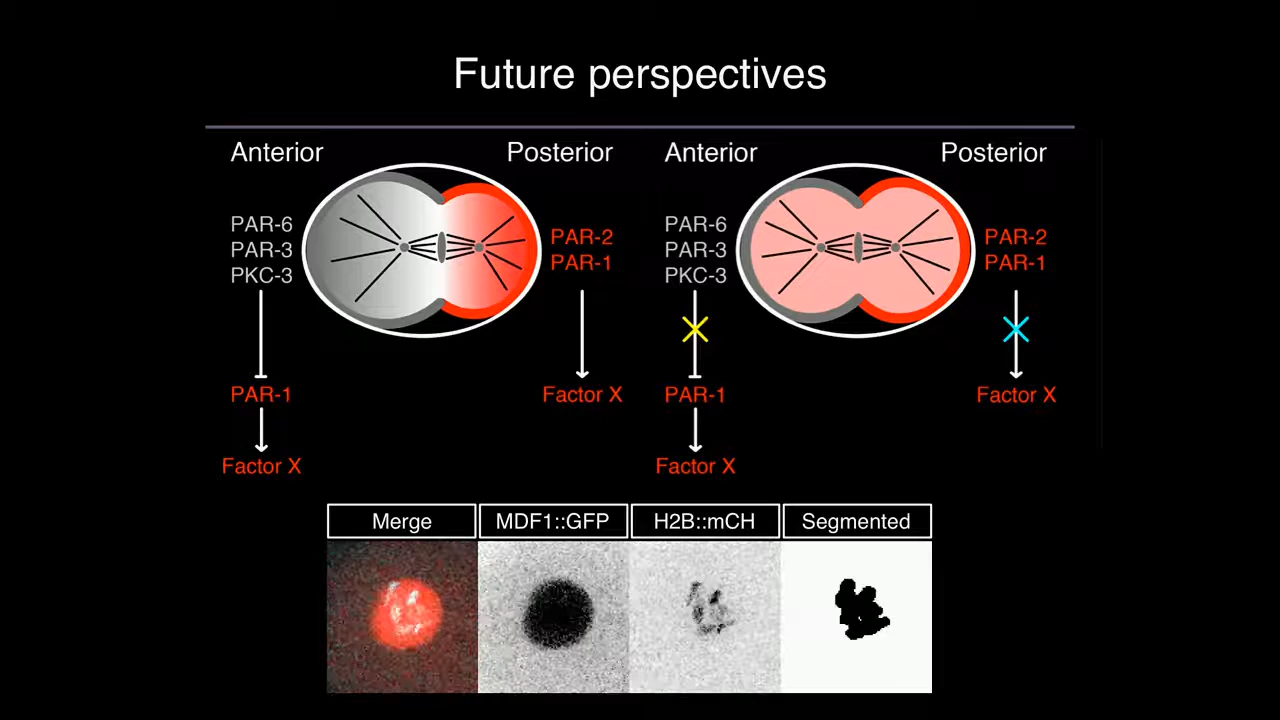 Future perspectives
Anterior
Posterior
PAR-6
PAR-3
PKC-3
PAR-2
PAR-1
PAR-1
Factor X
Factor X
Anterior
Posterior
PAR-6
PAR-3
PKC-3
PAR-2
PAR-1
PAR-1
Factor X
Factor X
Merge
MDF1::GFP
H2B::mCH
Segmented